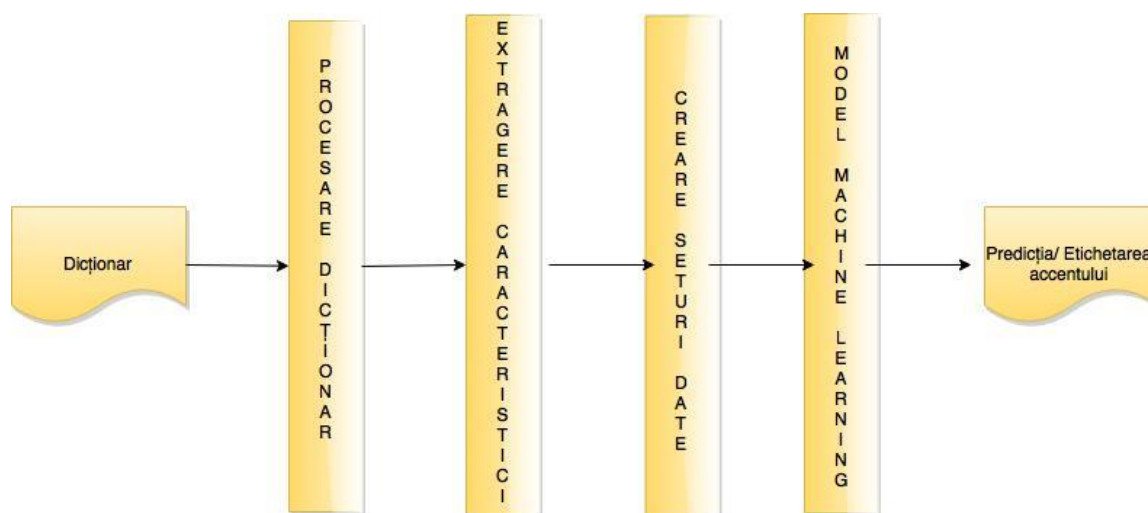 Dicționar
PROCESARE DICȚIONAR
EXTRAGERE CARACTERISTICI
CREARE SETURI DATE
MODEL MACHINE LEARNING
Predicția/ Etichetarea
accentului